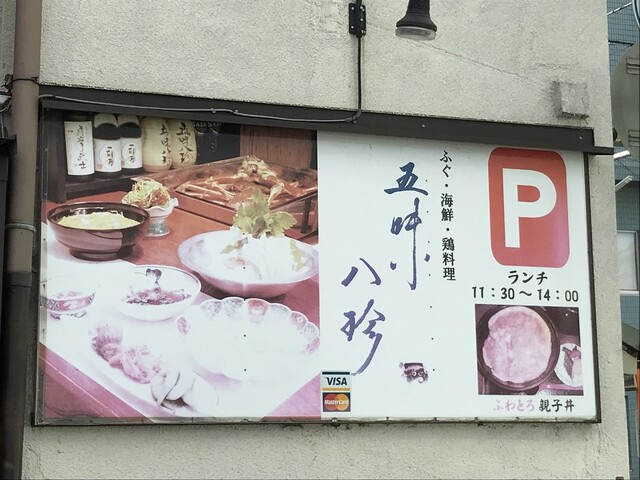 ふぐ・海鮮・鶏料理
五味八珍
P
ランチ
11：30～14：00
ふわとろ 親子丼
VISA
MasterCard